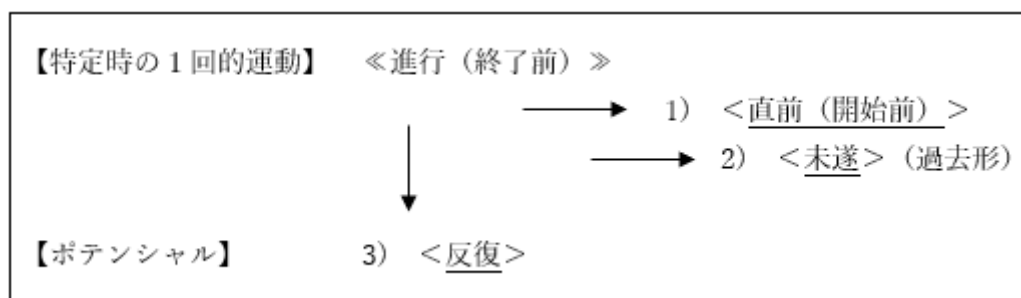 【特定時の1回的運動】　≪進行（終了前）≫
1）　＜直前（開始前）＞
2）　＜未遂＞（過去形）
【ポテンシャル】　3）　＜反復＞